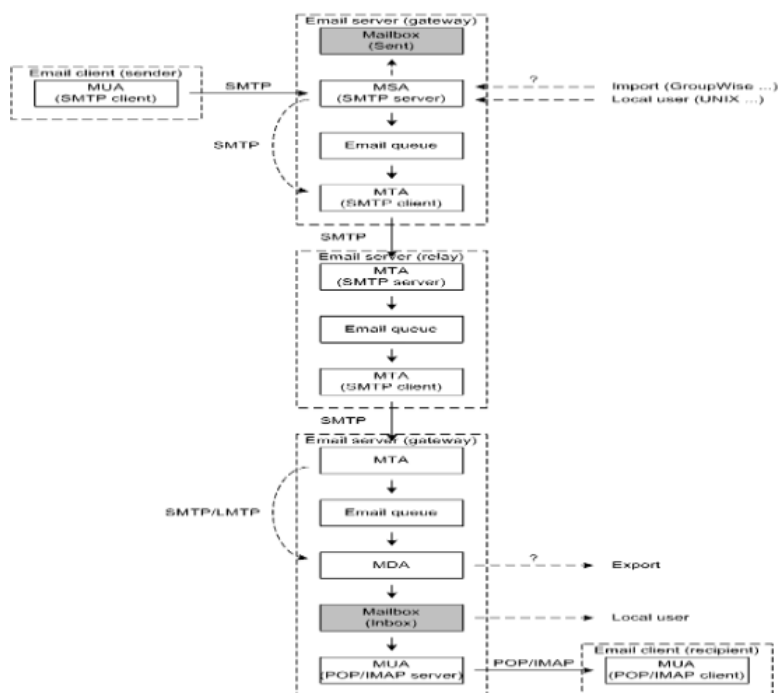 Email server (gateway)
Mailbox
(Sent)
Email client (sender)
MUA
(SMTP client)
SMTP
MSA
(SMTP server)
?
Import (GroupWise ...)
Local user (UNIX ...)
SMTP
Email queue
MTA
(SMTP client)
SMTP
Email server (relay)
MTA
(SMTP server)
Email queue
MTA
(SMTP client)
SMTP
Email server (gateway)
MTA
SMTP/LMTP
Email queue
MDA
?
Export
Mailbox
(Inbox)
Local user
MUA
(POP/IMAP server)
POP/IMAP
Email client (recipient)
MUA
(POP/IMAP client)